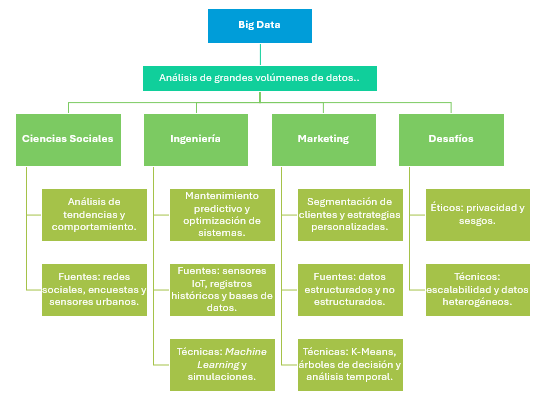 Big Data
Análisis de grandes volúmenes de datos..
Ciencias Sociales
Ingeniería
Marketing
Desafíos
Análisis de
tendencias y
comportamiento.
Fuentes: redes
sociales, encuestas y
sensores urbanos.
Mantenimiento
predictivo y
optimización de
sistemas.
Fuentes: sensores
IoT, registros
históricos y bases de
datos.
Técnicas: Machine
Learning y
simulaciones.
Segmentación de
clientes y estrategias
personalizadas.
Fuentes: datos
estructurados y no
estructurados.
Técnicas: K-Means,
árboles de decisión y
análisis temporal.
Éticos: privacidad y
sesgos.
Técnicos:
escalabilidad y datos
heterogéneos.